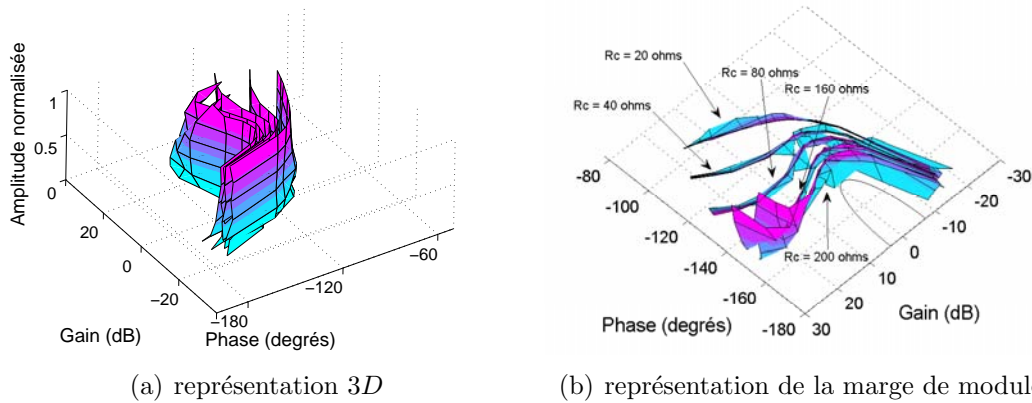 Amplitude normalisée
1
0.5
0
20
0
−20
Gain (dB)
−180
−120
−60
Phase (degrés)
(a) représentation 3D
Rc = 20 ohms
Rc = 80 ohms
Rc = 160 ohms
Rc = 40 ohms
Rc = 200 ohms
-80
-100
-120
-140
-160
-180
Phase (degrés)
30
20
10
0
-10
-20
-30
Gain (dB)
(b) représentation de la marge de modul